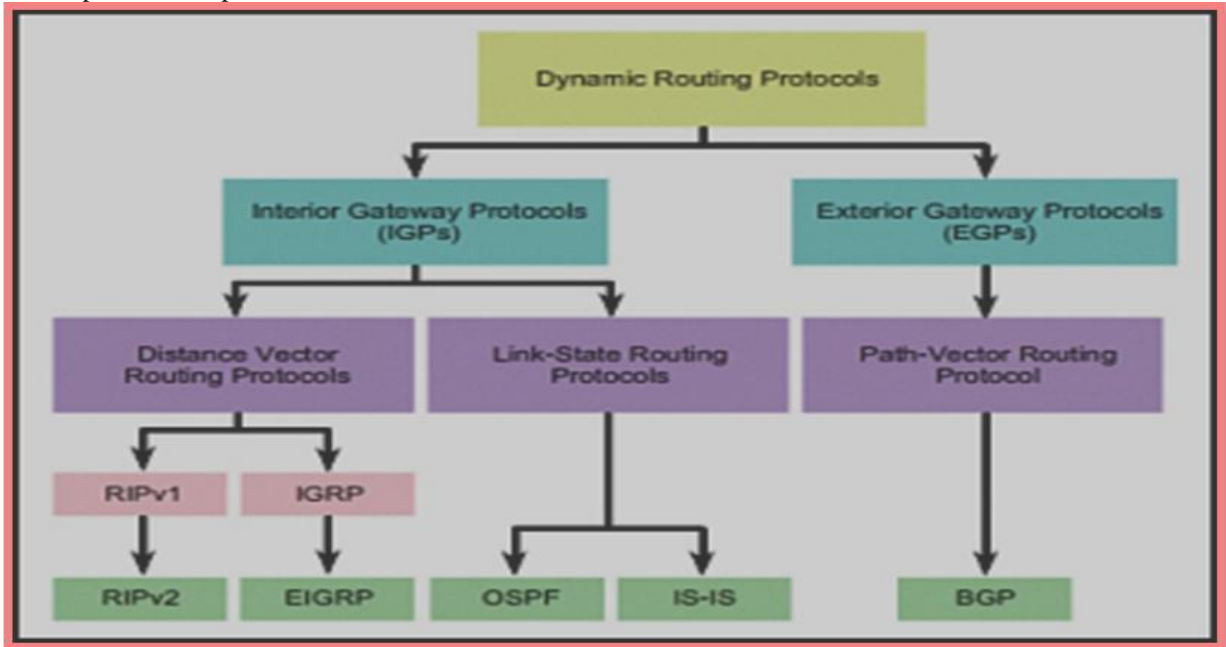 Dynamic Routing Protocols
Interior Gateway Protocols
(IGPs)
Exterior Gateway Protocols
(EGPs)
Distance Vector
Routing Protocols
Link-State Routing
Protocols
Path-Vector Routing
Protocol
RIPv1
IGRP
RIPv2
EIGRP
OSPF
IS-IS
BGP